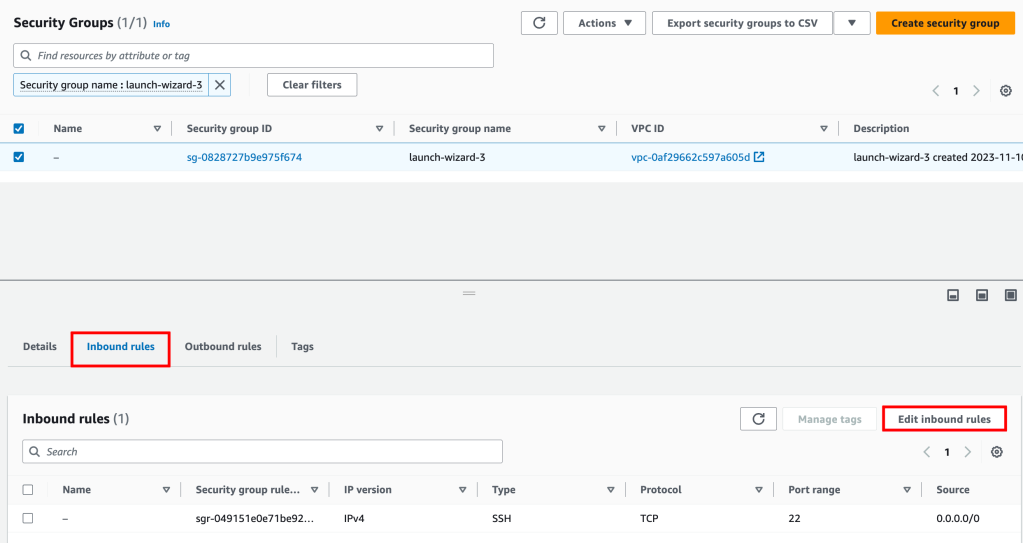 Security Groups (1/1) Info
Actions ▼
Export security groups to CSV ▼
Create security group
Find resources by attribute or tag
Security group name : launch-wizard-3
Clear filters
1
Name Security group ID Security group name VPC ID Description
– sg-0828727b9e975f674 launch-wizard-3 vpc-0af29662c597a605d launch-wizard-3 created 2023-11-10
Details Inbound rules Outbound rules Tags
Inbound rules (1)
Manage tags
Edit inbound rules
Search
1
Name Security group rule... IP version Type Protocol Port range Source
– sgr-049151e0e71be92... IPv4 SSH TCP 22 0.0.0.0/0